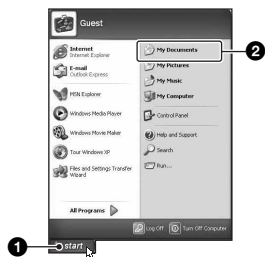 Guest
Internet
Internet Explorer
E-mail
Outlook Express
MSN Explorer
Windows Media Player
Windows Movie Maker
Tour Windows XP
Files and Settings Transfer
Wizard
All Programs
My Documents
My Pictures
My Music
My Computer
Control Panel
Help and Support
Search
Run...
Log Off
Turn Off Computer
start
1
2